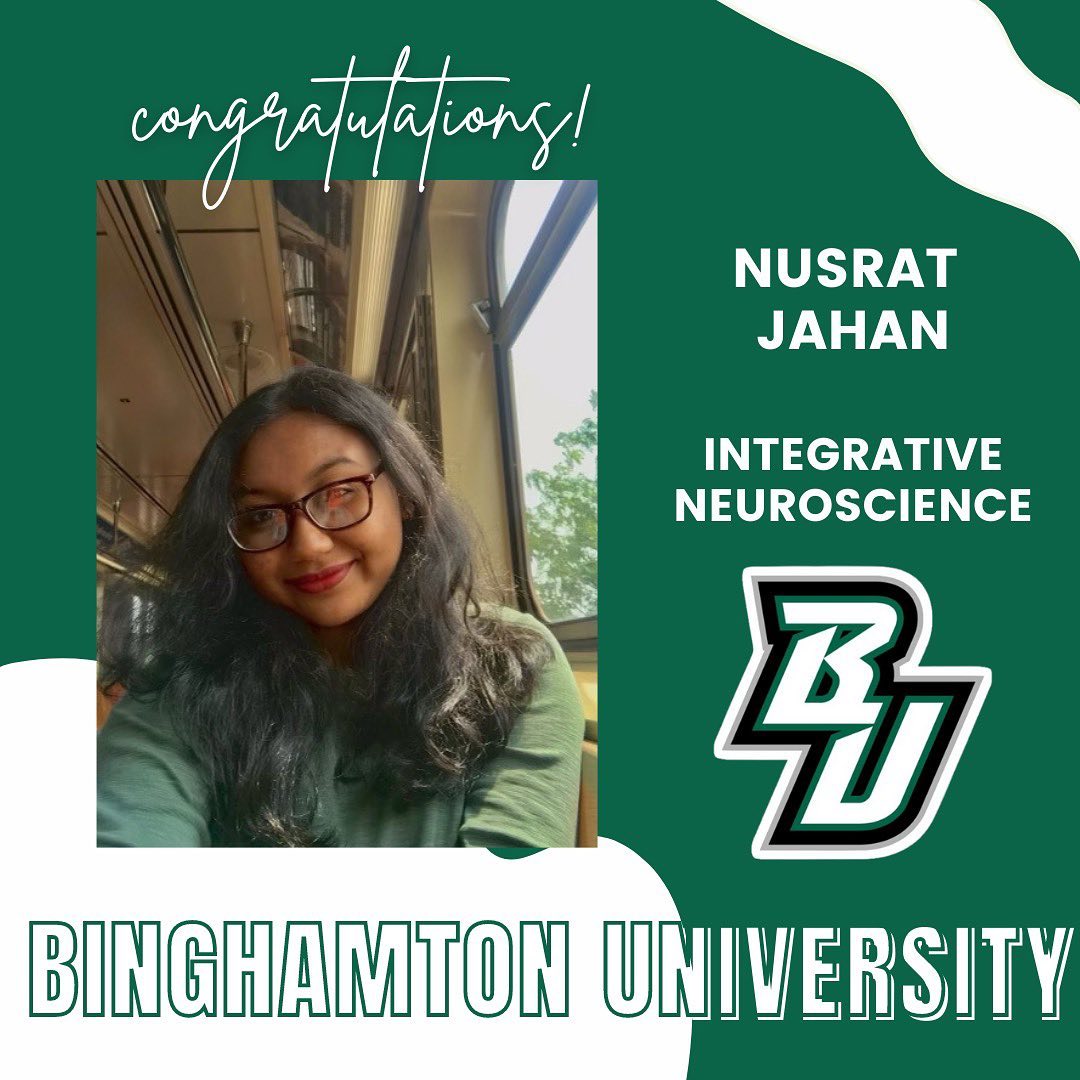 congratulations!
NUSRAT
JAHAN
INTEGRATIVE
NEUROSCIENCE
BU
BINGHAMTON UNIVERSITY